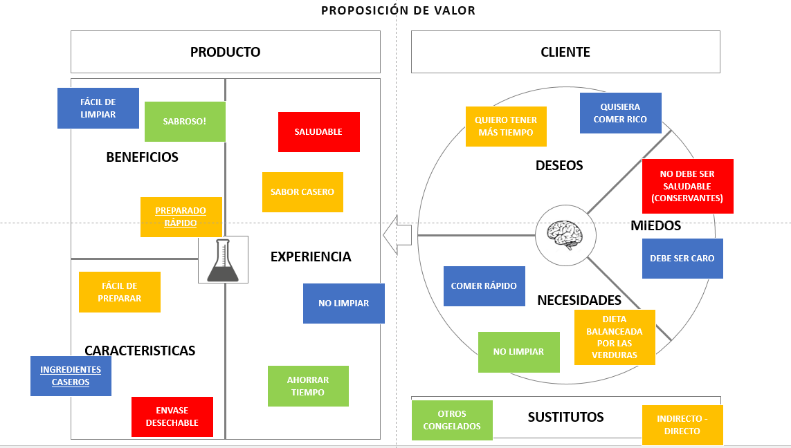 PROPOSICIÓN DE VALOR
PRODUCTO
FÁCIL DE
LIMPIAR
SABROSO!
BENEFICIOS
SALUDABLE
SABOR CASERO
PREPARADO
RÁPIDO
EXPERIENCIA
FÁCIL DE
PREPARAR
NO LIMPIAR
CARACTERISTICAS
INGREDIENTES
CASEROS
AHORRAR
TIEMPO
ENVASE
DESECHABLE
CLIENTE
QUIERO TENER
MÁS TIEMPO
QUISIERA
COMER RICO
DESEOS
NO DEBE SER
SALUDABLE
(CONSERVANTES)
MIEDOS
DEBE SER CARO
COMER RÁPIDO
NECESIDADES
DIETA
BALANCEADA
POR LAS
VERDURAS
NO LIMPIAR
OTROS
CONGELADOS
SUSTITUTOS
INDIRECTO -
DIRECTO